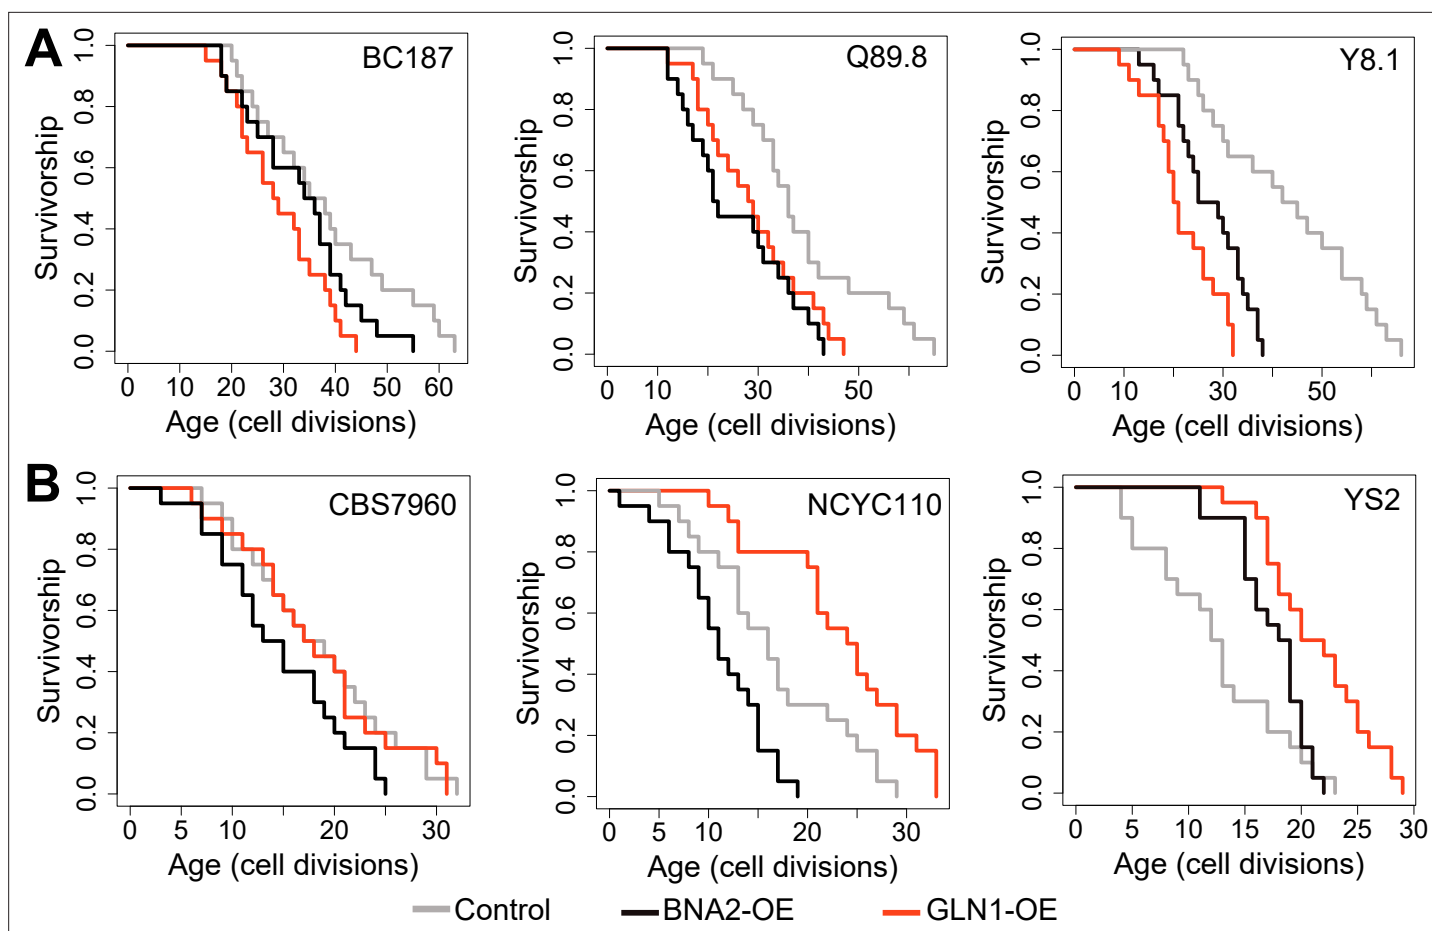 A
BC187
Survivorship
0.0 0.2 0.4 0.6 0.8 1.0
0 10 20 30 40 50 60
Age (cell divisions)
Q89.8
Survivorship
0.0 0.2 0.4 0.6 0.8 1.0
0 10 30 50
Age (cell divisions)
Y8.1
Survivorship
0.0 0.2 0.4 0.6 0.8 1.0
0 10 30 50
Age (cell divisions)
B
CBS7960
Survivorship
0.0 0.2 0.4 0.6 0.8 1.0
0 5 10 20 30
Age (cell divisions)
NCYC110
Survivorship
0.0 0.2 0.4 0.6 0.8 1.0
0 5 10 20 30
Age (cell divisions)
YS2
Survivorship
0.0 0.2 0.4 0.6 0.8 1.0
0 5 10 15 20 25 30
Age (cell divisions)
Control BNA2-OE GLN1-OE